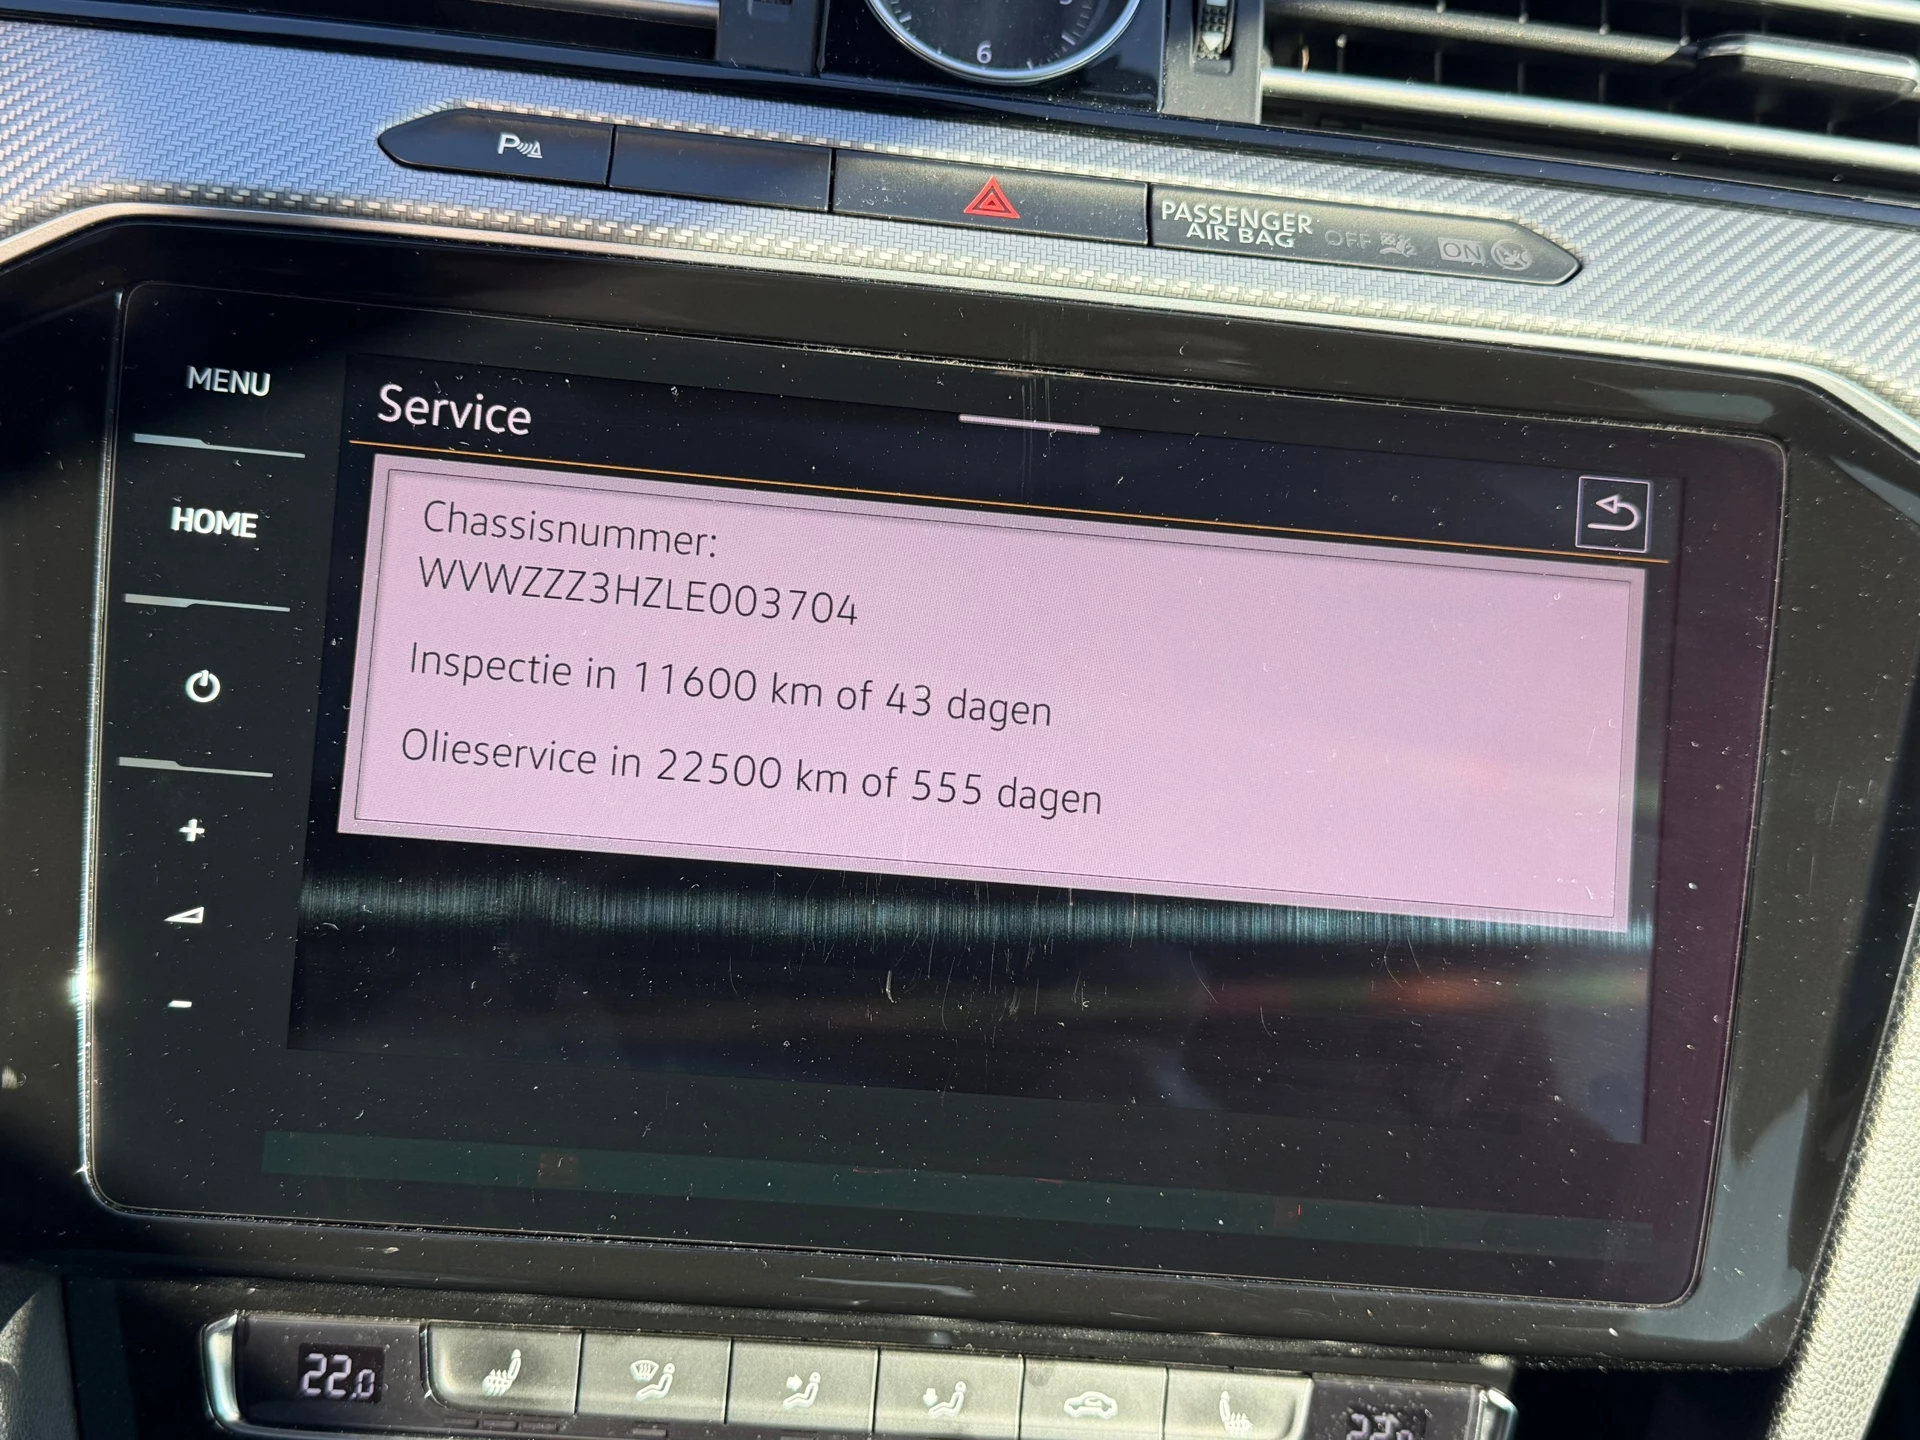 6
P
PASSENGER
AIR BAG OFF ON
MENU
Service
HOME
Chassisnummer:
WVWZZZ3HZLE003704
Inspectie in 11600 km of 43 dagen
Olieservice in 22500 km of 555 dagen
+
-
22.0